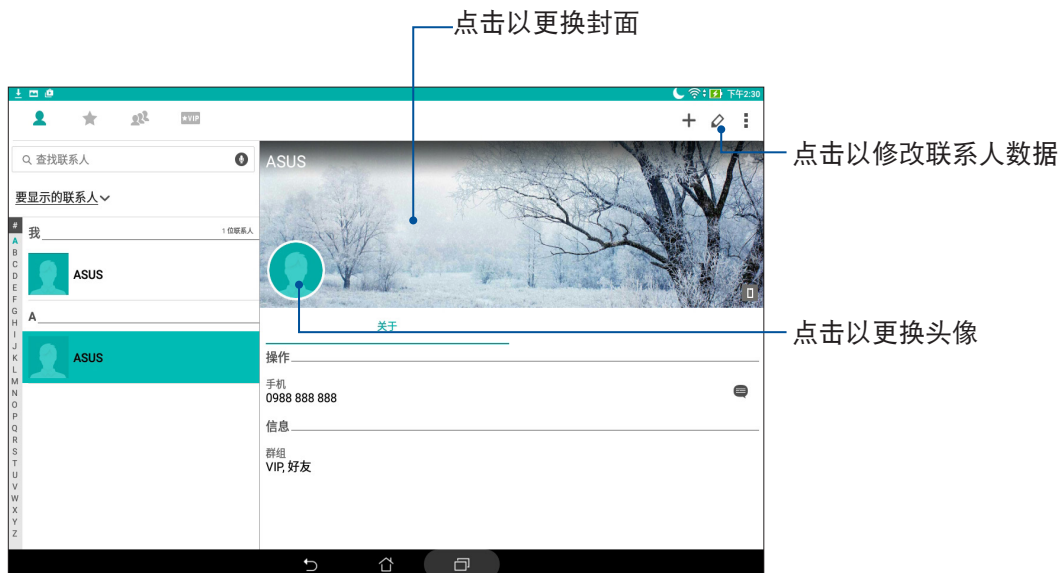 点击以更换封面
下午2:30
VIP
查找联系人
ASUS
点击以修改联系人数据
要显示的联系人
#
我
1 位联系人
A
B
C
D
E
F
G
H
I
J
K
L
M
N
O
P
Q
R
S
T
U
V
W
X
Y
Z
ASUS
A
ASUS
点击以更换头像
关于
操作
手机
0988 888 888
信息
群组
VIP, 好友